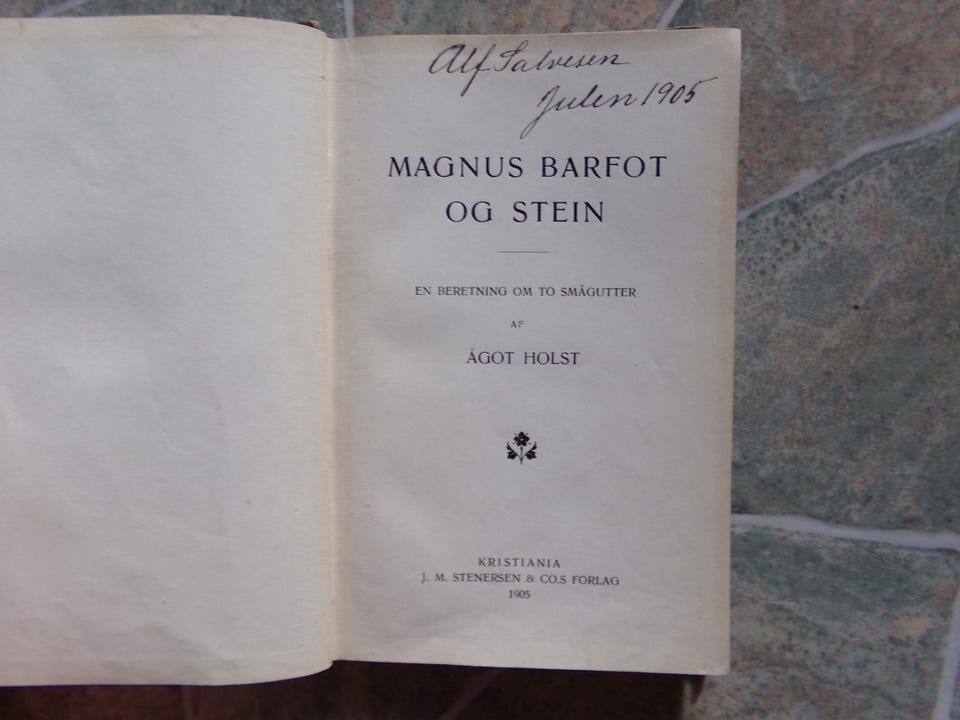 Alf Salvesen
Julen 1905
MAGNUS BARFOT
OG STEIN
EN BERETNING OM TO SMÅGUTTER
AF
ÅGOT HOLST
KRISTIANIA
J. M. STENERSEN & CO.S FORLAG
1905